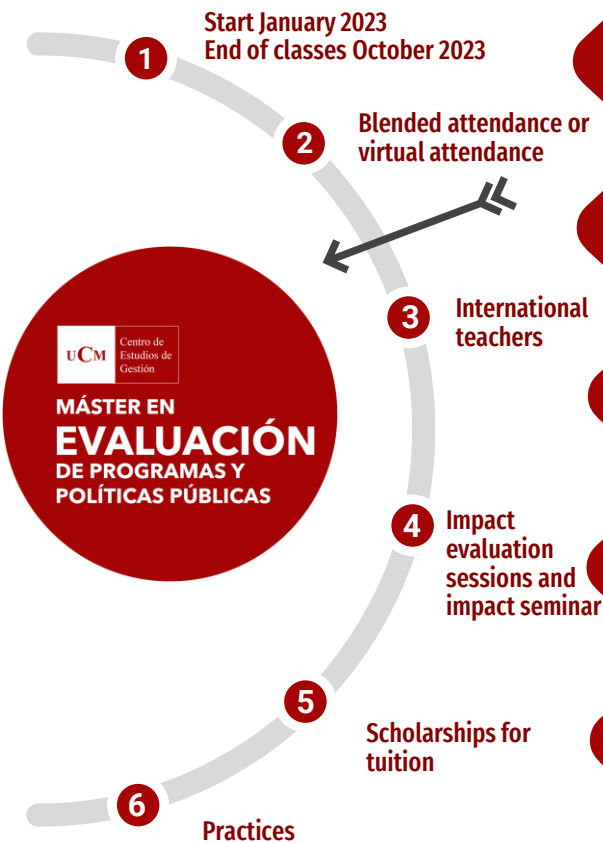 1
Start January 2023
End of classes October 2023
2
Blended attendance or
virtual attendance
3
International
teachers
UCM
Centro de
Estudios de
Gestión
MÁSTER EN
EVALUACIÓN
DE PROGRAMAS Y
POLÍTICAS PÚBLICAS
4
Impact
evaluation
sessions and
impact seminar
5
Scholarships for
tuition
6
Practices